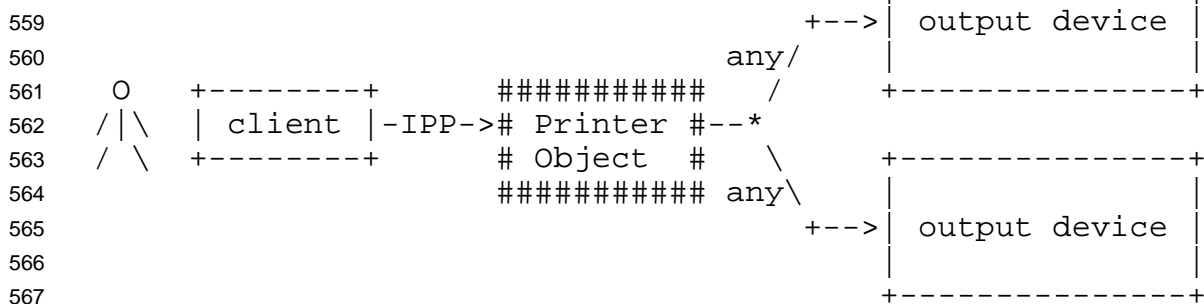 559                                          +-->| output device |
560                                     any/    |               |
561    O    +--------+      ###########   /     +---------------+
562   /|\   | client |-IPP-># Printer #--*
563   / \   +--------+      # Object  #   \     +---------------+
564                         ########### any\    |               |
565                                          +-->| output device |
566                                              |               |
567                                              +---------------+